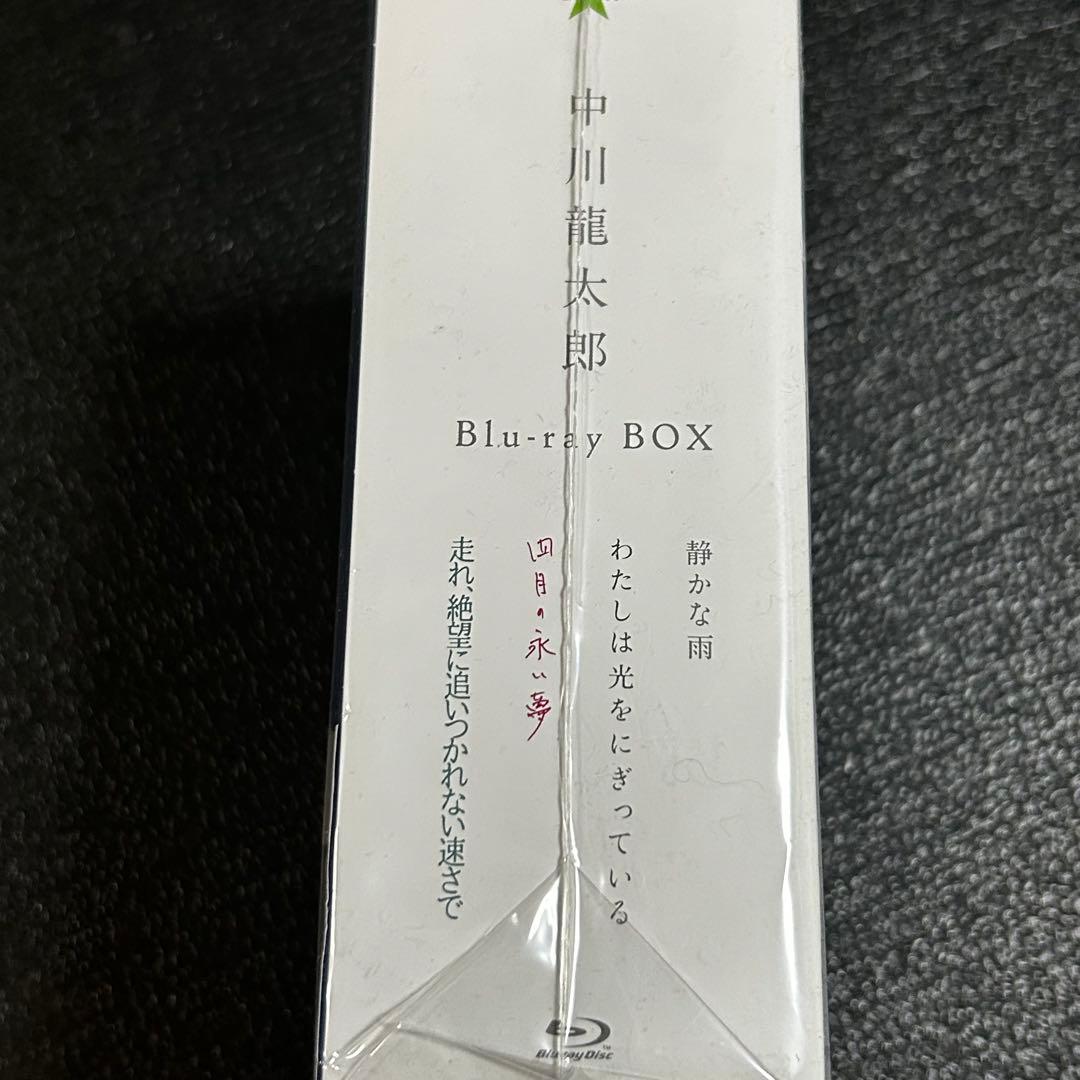 中川龍太郎
Blu-ray BOX
静かな雨
わたしは光をにぎっている
四月の永い夢
走れ、絶望に追いつかれない速さで
Blu-ray Disc